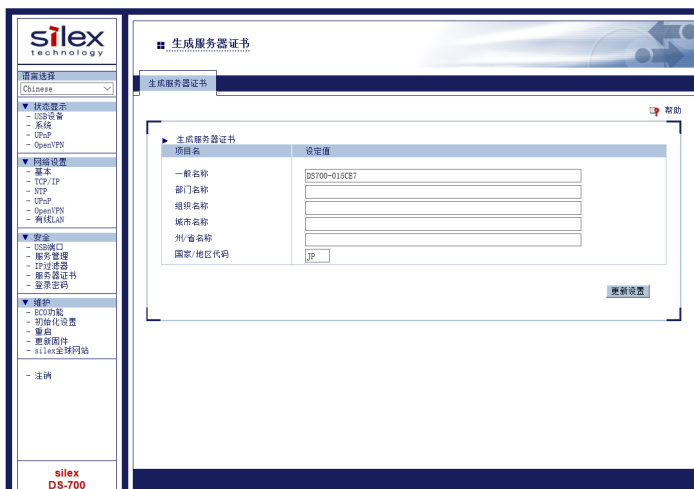 silex
technology
语言选择
Chinese
▼ 状态显示
- USB设备
- 系统
- UPnP
- OpenVPN
▼ 网络设置
- 基本
- TCP/IP
- NTP
- UPnP
- OpenVPN
- 有线LAN
▼ 安全
- USB端口
- 服务管理
- IP过滤器
- 服务器证书
- 登录密码
▼ 维护
- ECO功能
- 初始化设置
- 重启
- 更新固件
- silex全球网站
- 注销
silex
DS-700
生成服务器证书
生成服务器证书
帮助
生成服务器证书
项目名 设定值
一般名称 DS700-015CE7
部门名称
组织名称
城市名称
州/省名称
国家/地区代码 JP
更新设置